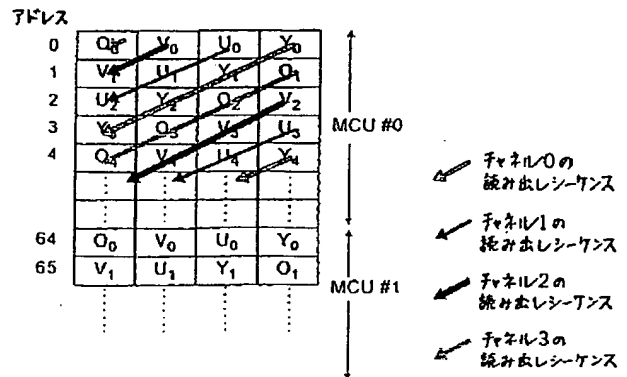 アドレス
0 O₀ V₀ U₀ Y₀
1 V₁ U₁ Y₁ O₁
2 U₂ Y₂ O₂ V₂
3 Y₃ O₃ V₃ U₃
4 O₄ V₄ U₄ Y₄
MCU #0
64 O₀ V₀ U₀ Y₀
65 V₁ U₁ Y₁ O₁
MCU #1
チャネル0の
読み出しシーケンス
チャネル1の
読み出しシーケンス
チャネル2の
読み出しシーケンス
チャネル3の
読み出しシーケンス